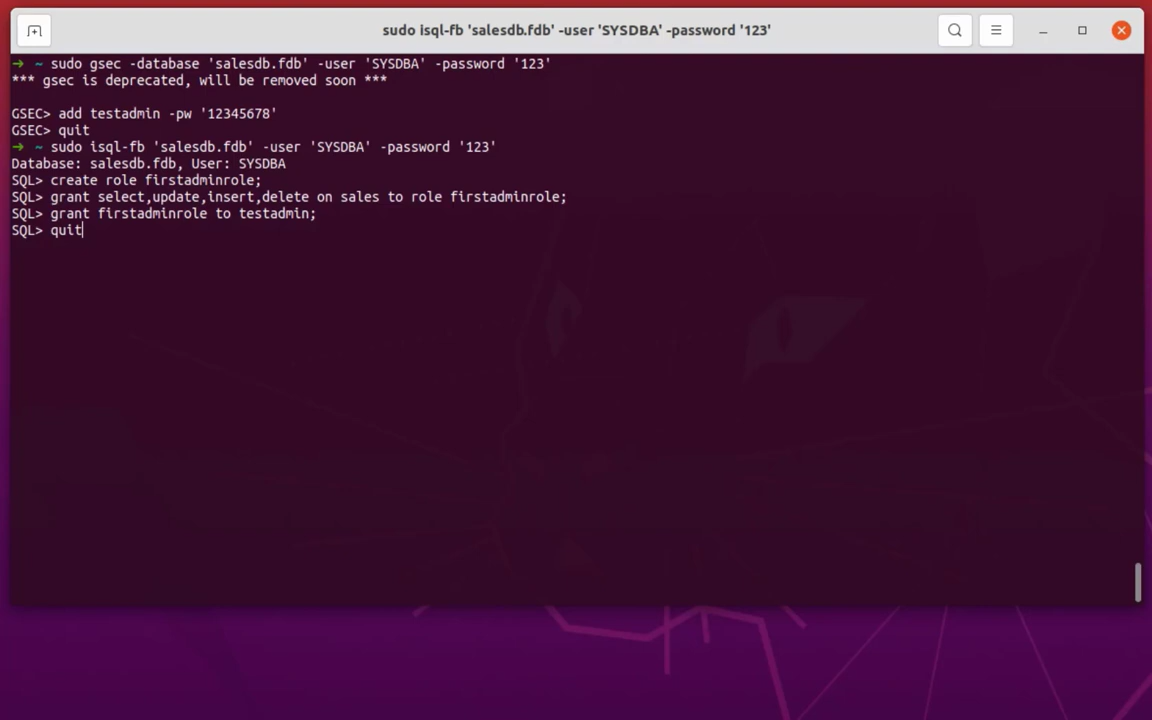 sudo isql-fb 'salesdb.fdb' -user 'SYSDBA' -password '123'
➜ ~ sudo gsec -database 'salesdb.fdb' -user 'SYSDBA' -password '123'
*** gsec is deprecated, will be removed soon ***
GSEC> add testadmin -pw '12345678'
GSEC> quit
➜ ~ sudo isql-fb 'salesdb.fdb' -user 'SYSDBA' -password '123'
Database: salesdb.fdb, User: SYSDBA
SQL> create role firstadminrole;
SQL> grant select,update,insert,delete on sales to role firstadminrole;
SQL> grant firstadminrole to testadmin;
SQL> quit